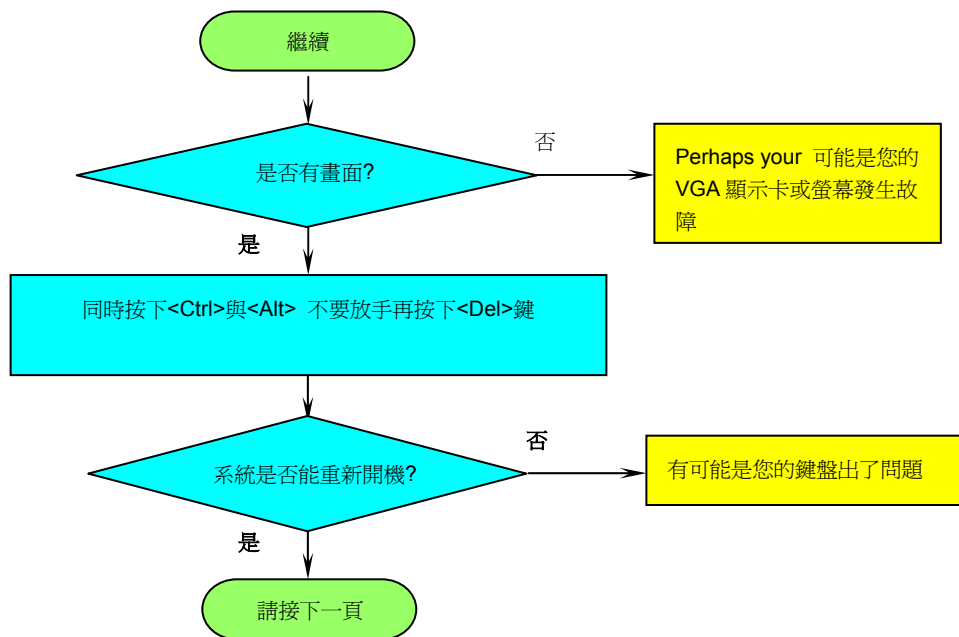 繼續
是否有畫面?
否
Perhaps your 可能是您的
VGA 顯示卡或螢幕發生故
障
是
同時按下<Ctrl>與<Alt> 不要放手再按下<Del>鍵
系統是否能重新開機?
否
有可能是您的鍵盤出了問題
是
請接下一頁